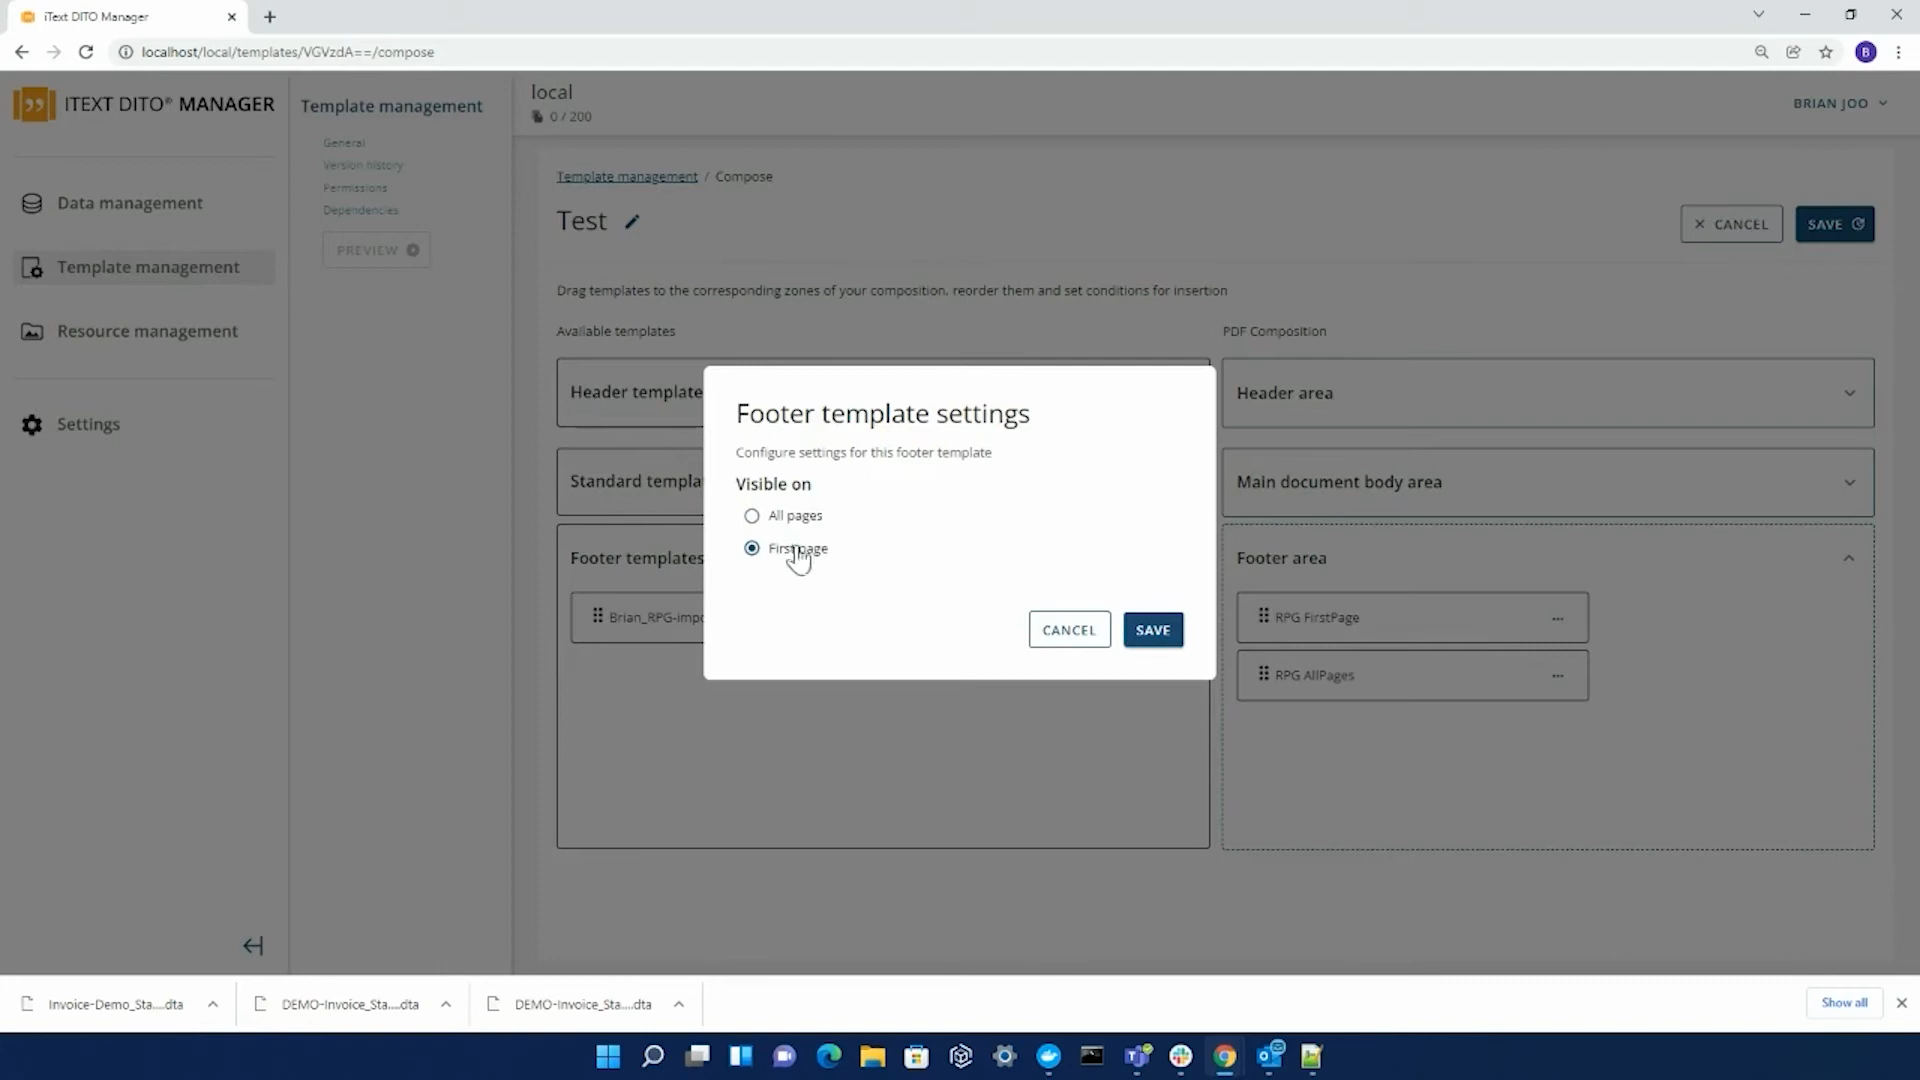 iText DITO Manager
localhost/local/templates/VGVzdA==/compose
B
ITEXT DITO® MANAGER
Data management
Template management
Resource management
Settings
Template management
General
Version history
Permissions
Dependencies
PREVIEW
local
0 / 200
BRIAN JOO
Template management / Compose
Test
CANCEL
SAVE
Drag templates to the corresponding zones of your composition, reorder them and set conditions for insertion
Available templates
PDF Composition
Header template
Header area
Standard templa
Main document body area
Footer templates
Footer area
Brian_RPG-impo
RPG FirstPage
RPG AllPages
Footer template settings
Configure settings for this footer template
Visible on
All pages
First page
CANCEL
SAVE
Invoice-Demo_Sta....dta
DEMO-Invoice_Sta....dta
DEMO-Invoice_Sta....dta
Show all